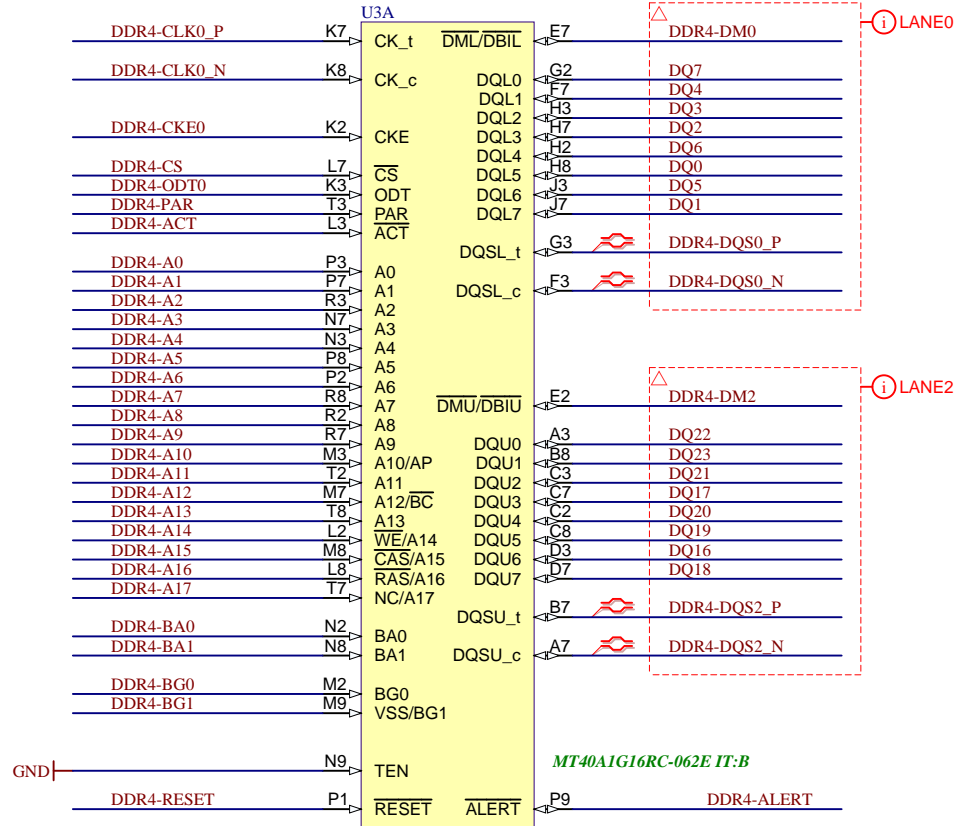 U3A
DDR4-CLK0_P K7 CK_t DML/DBIL E7 DDR4-DM0 i LANE0
DDR4-CLK0_N K8 CK_c DQL0 G2 DQ7
DQL1 F7 DQ4
DQL2 H3 DQ3
DDR4-CKE0 K2 CKE DQL3 H7 DQ2
DQL4 H2 DQ6
DDR4-CS L7 CS DQL5 H8 DQ0
DDR4-ODT0 K3 ODT DQL6 J3 DQ5
DDR4-PAR T3 PAR DQL7 J7 DQ1
DDR4-ACT L3 ACT
DQSL_t G3 DDR4-DQS0_P
DDR4-A0 P3 A0
DDR4-A1 P7 A1 DQSL_c F3 DDR4-DQS0_N
DDR4-A2 R3 A2
DDR4-A3 N7 A3
DDR4-A4 N3 A4
DDR4-A5 P8 A5
DDR4-A6 P2 A6 i LANE2
DDR4-A7 R8 A7 DMU/DBIU E2 DDR4-DM2
DDR4-A8 R2 A8
DDR4-A9 R7 A9 DQU0 A3 DQ22
DDR4-A10 M3 A10/AP DQU1 B8 DQ23
DDR4-A11 T2 A11 DQU2 C3 DQ21
DDR4-A12 M7 A12/BC DQU3 C7 DQ17
DDR4-A13 T8 A13 DQU4 C2 DQ20
DDR4-A14 L2 WE/A14 DQU5 C8 DQ19
DDR4-A15 M8 CAS/A15 DQU6 D3 DQ16
DDR4-A16 L8 RAS/A16 DQU7 D7 DQ18
DDR4-A17 T7 NC/A17
DQSU_t B7 DDR4-DQS2_P
DDR4-BA0 N2 BA0
DDR4-BA1 N8 BA1 DQSU_c A7 DDR4-DQS2_N
DDR4-BG0 M2 BG0
DDR4-BG1 M9 VSS/BG1
GND N9 TEN MT40A1G16RC-062E IT:B
DDR4-RESET P1 RESET ALERT P9 DDR4-ALERT